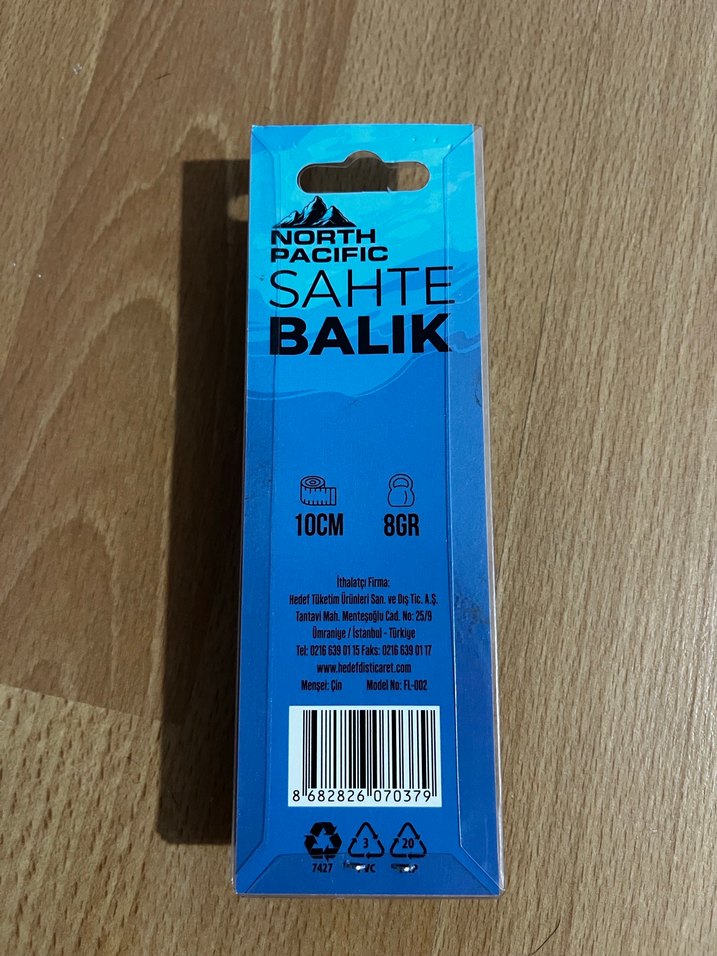 NORTH
PACIFIC
SAHTE
BALIK
10CM 8GR
İthalatçı Firma:
Hedef Tüketim Ürünleri San. ve Dış Tic. A.Ş.
Tantavi Mah. Menteşoğlu Cad. No: 25/9
Ümraniye / İstanbul - Türkiye
Tel: 0216 639 01 15 Faks: 0216 639 01 17
www.hedefdisticaret.com
Menşei: Çin Model No: FL-002
8 682826 070379
3 20
7427